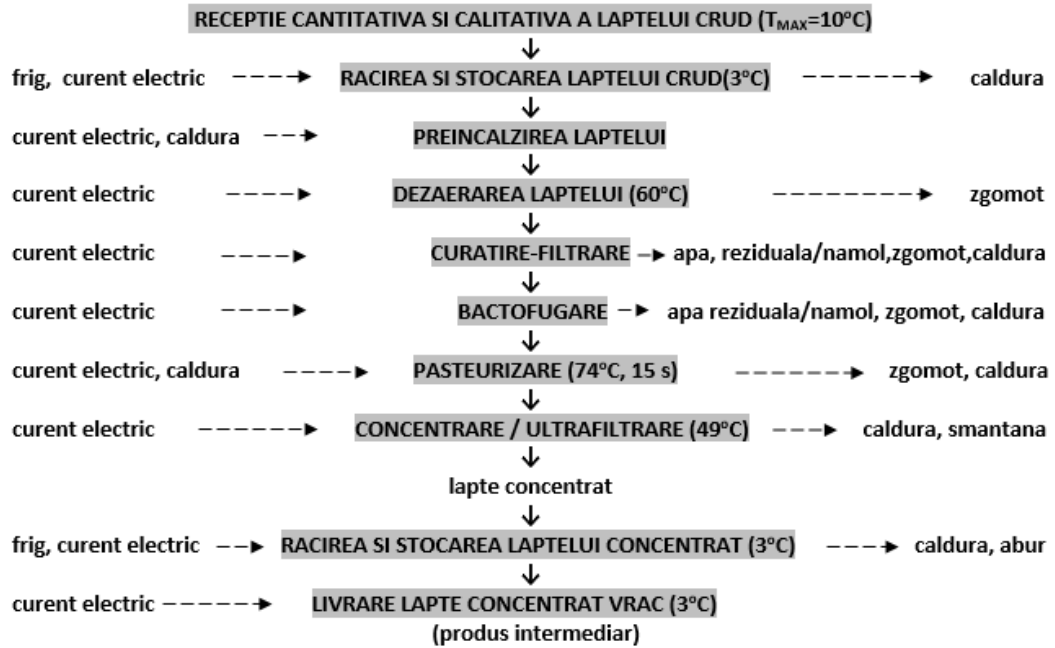 RECEPTIE CANTITATIVA SI CALITATIVA A LAPTELUI CRUD (TMAX=10°C)
frig, curent electric RACIREA SI STOCAREA LAPTELUI CRUD(3°C) caldura
curent electric, caldura PREINCALZIREA LAPTELUI
curent electric DEZAERAREA LAPTELUI (60°C) zgomot
curent electric CURATIRE-FILTRARE apa, reziduala/namol,zgomot,caldura
curent electric BACTOFUGARE apa reziduala/namol, zgomot, caldura
curent electric, caldura PASTEURIZARE (74°C, 15 s) zgomot, caldura
curent electric CONCENTRARE / ULTRAFILTRARE (49°C) caldura, smantana
lapte concentrat
frig, curent electric RACIREA SI STOCAREA LAPTELUI CONCENTRAT (3°C) caldura, abur
curent electric LIVRARE LAPTE CONCENTRAT VRAC (3°C)
(produs intermediar)